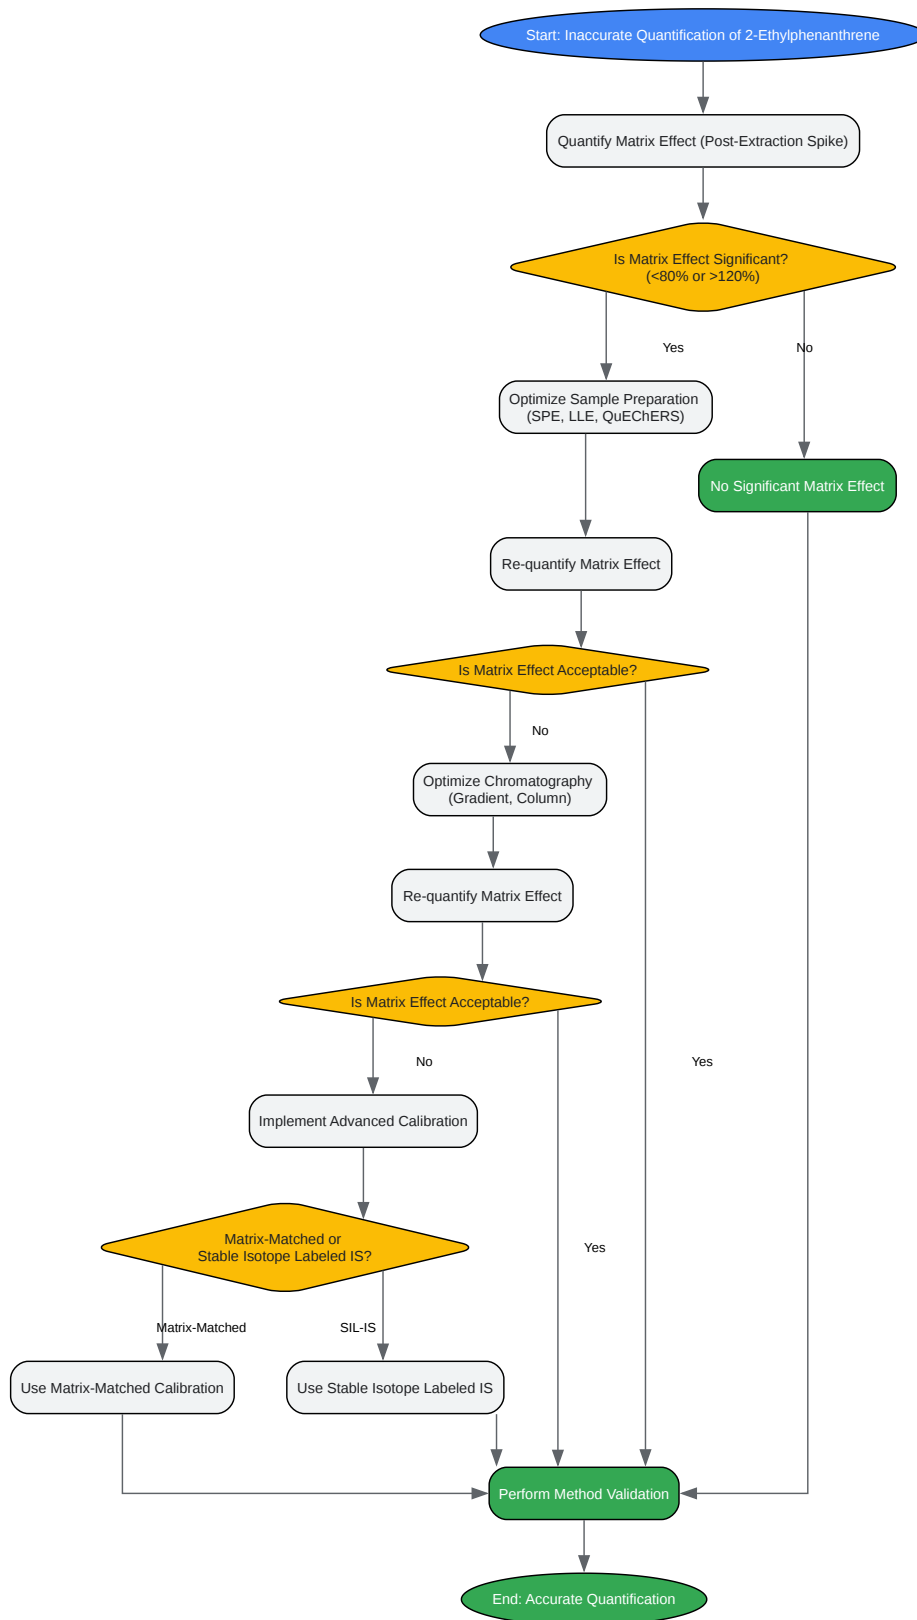 Start: Inaccurate Quantification of 2-Ethylphenanthrene
Quantify Matrix Effect (Post-Extraction Spike)
Is Matrix Effect Significant?
(<80% or >120%)
Yes
No
Optimize Sample Preparation
(SPE, LLE, QuEChERS)
No Significant Matrix Effect
Re-quantify Matrix Effect
Is Matrix Effect Acceptable?
No
Optimize Chromatography
(Gradient, Column)
Re-quantify Matrix Effect
Is Matrix Effect Acceptable?
No
Yes
Implement Advanced Calibration
Matrix-Matched or
Stable Isotope Labeled IS?
Yes
Matrix-Matched
SIL-IS
Use Matrix-Matched Calibration
Use Stable Isotope Labeled IS
Perform Method Validation
End: Accurate Quantification